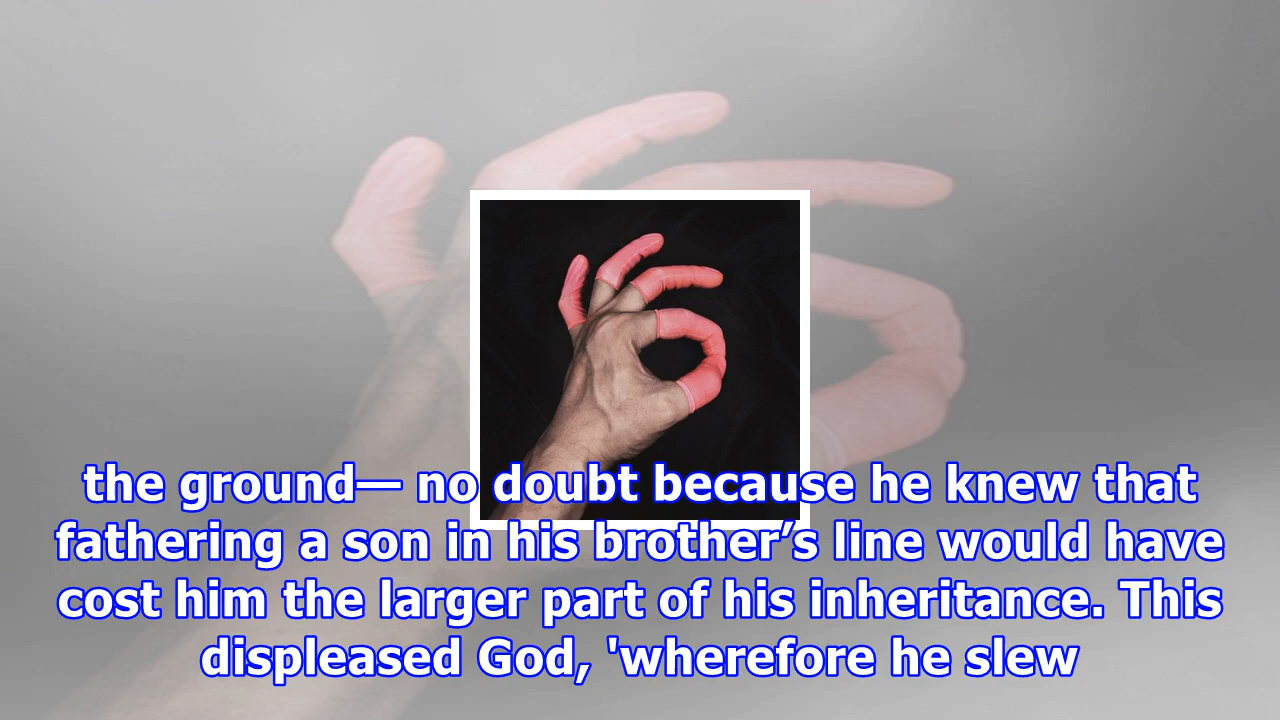 the ground— no doubt because he knew that
fathering a son in his brother’s line would have
cost him the larger part of his inheritance. This
displeased God, 'wherefore he slew